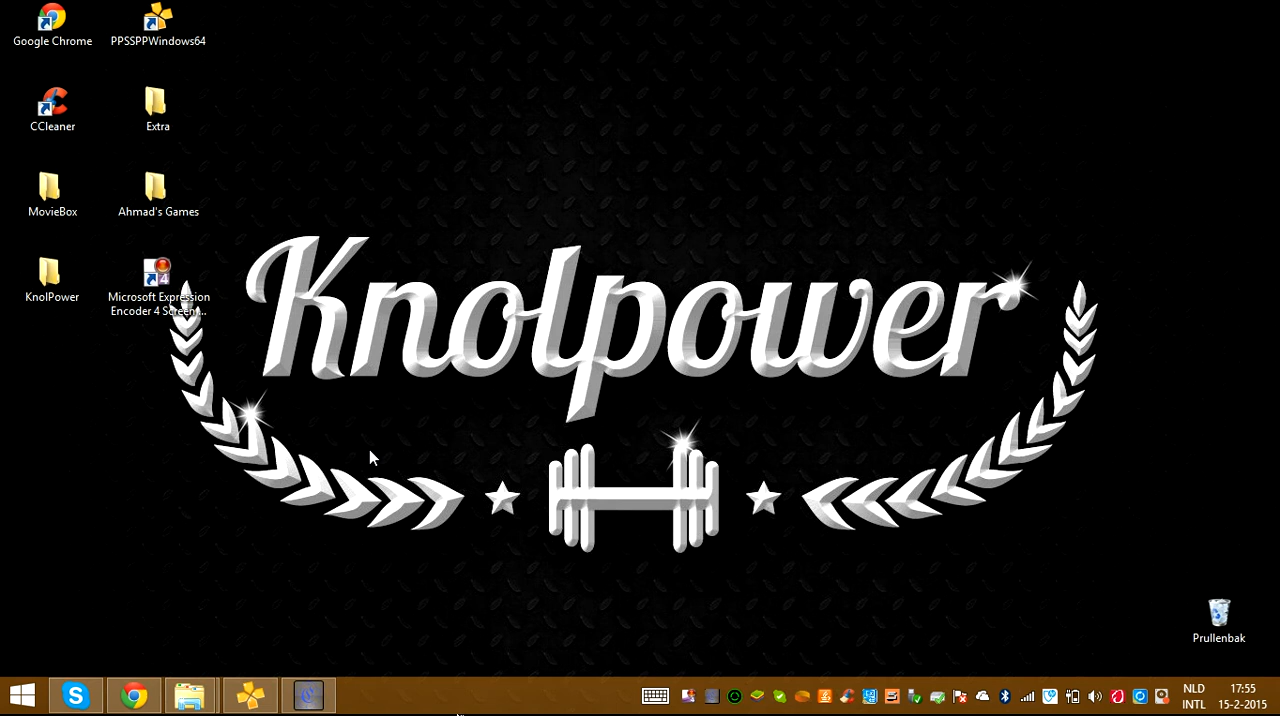 Google Chrome
PPSSPPWindows64
CCleaner
Extra
MovieBox
Ahmad's Games
KnolPower
Microsoft Expression
Encoder 4 Screen...
Knolpower
Prullenbak
NLD
INTL
17:55
15-2-2015